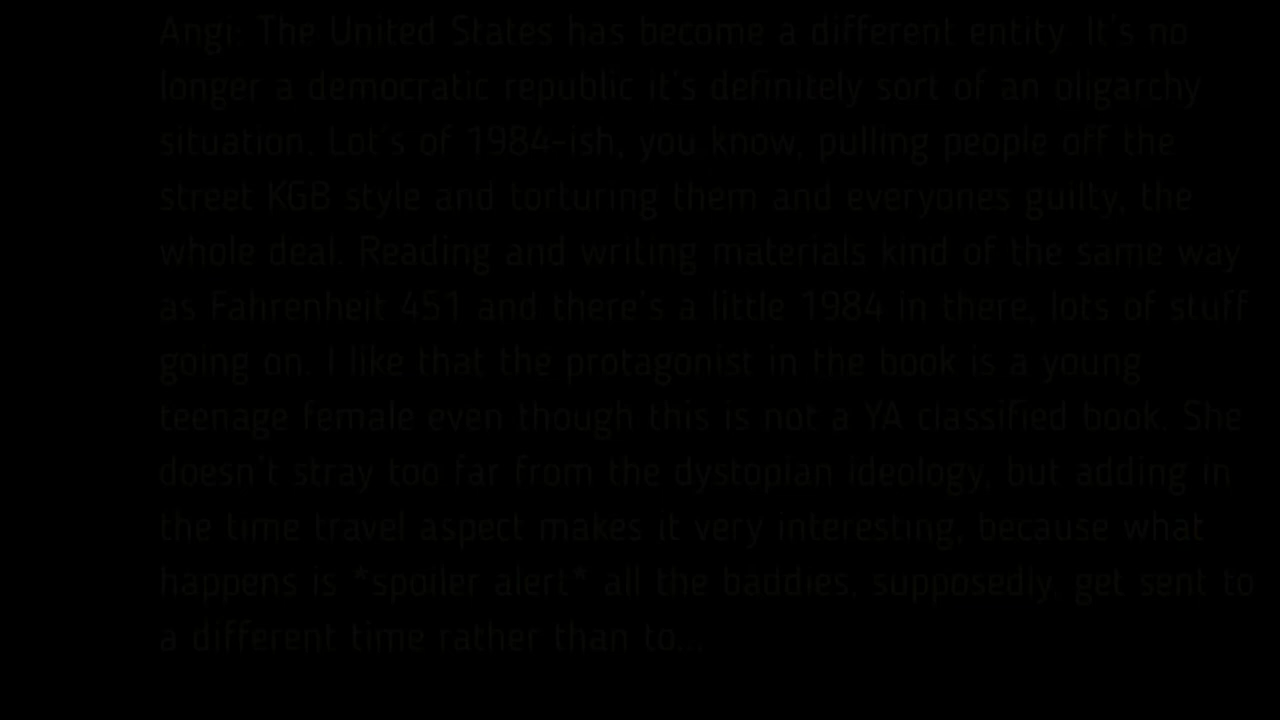 Angi: The United States has become a different entity. It's no
longer a democratic republic it's definitely sort of an oligarchy
situation. Lot's of 1984-ish, you know, pulling people off the
street KGB style and torturing them and everyones guilty, the
whole deal. Reading and writing materials kind of the same way
as Fahrenheit 451 and there's a little 1984 in there, lots of stuff
going on. I like that the protagonist in the book is a young
teenage female even though this is not a YA classified book. She
doesn't stray too far from the dystopian ideology, but adding in
the time travel aspect makes it very interesting, because what
happens is *spoiler alert* all the baddies, supposedly, get sent to
a different time rather than to...